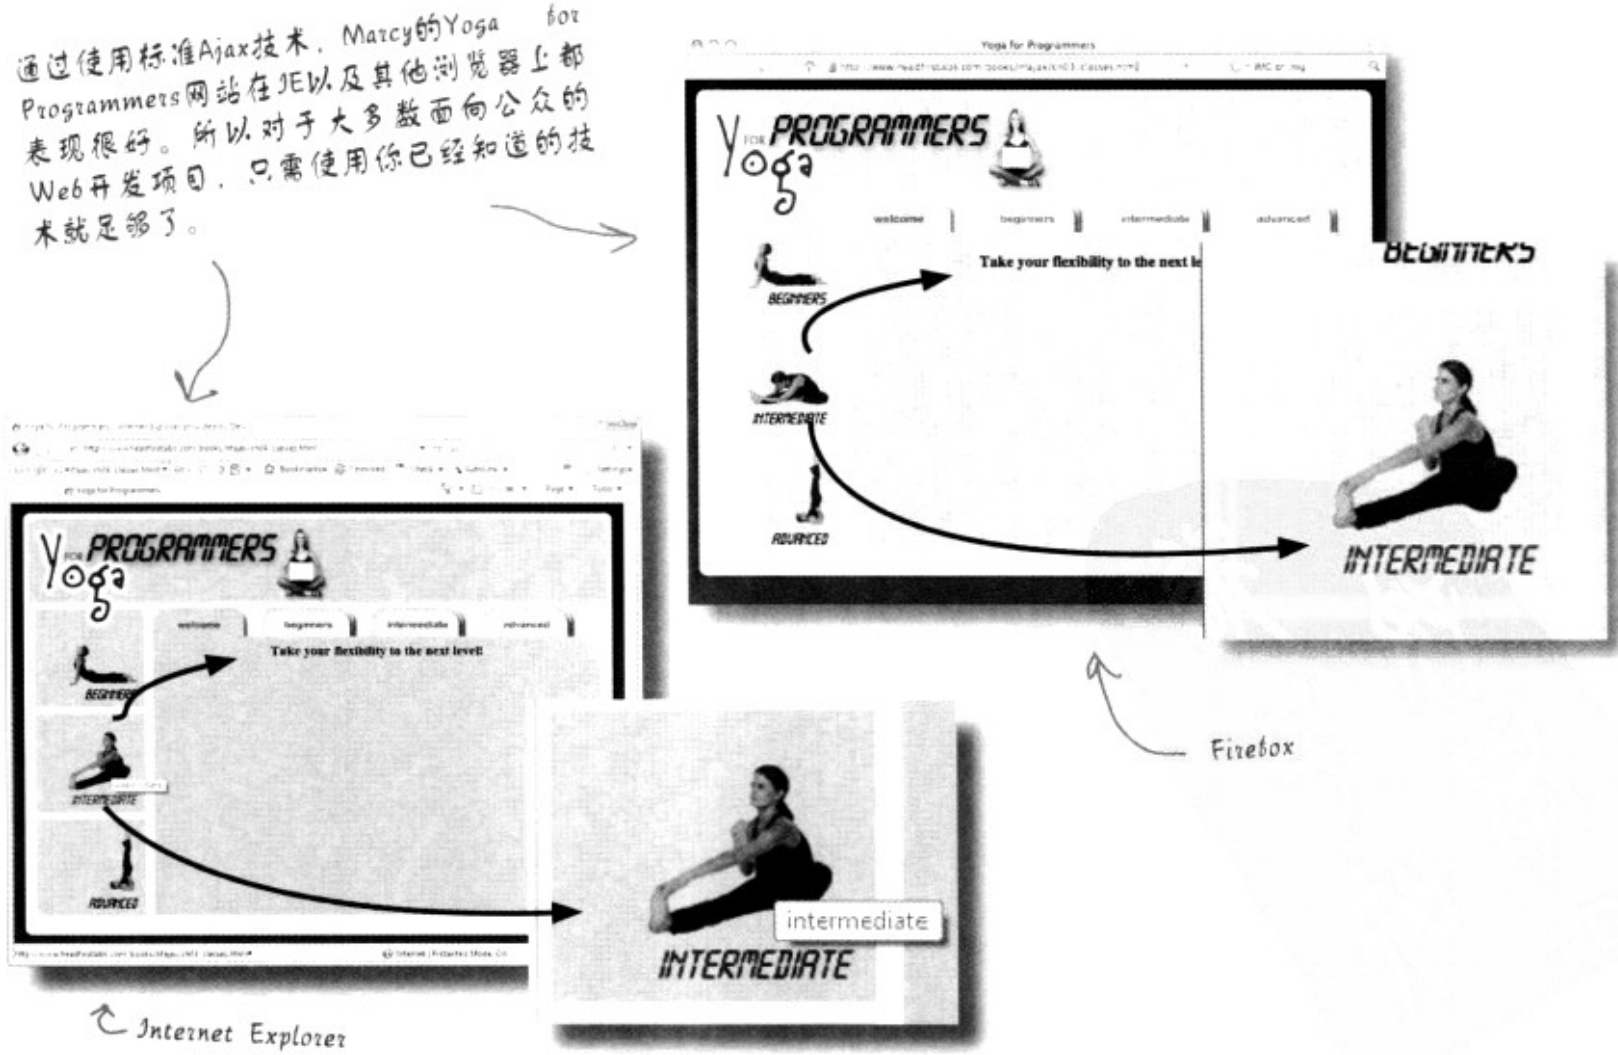 通过使用标准Ajax技术，Marcy的Yoga for
Programmers网站在IE以及其他浏览器上都
表现很好。所以对于大多数面向公众的
Web开发项目，只需使用你已经知道的技
术就足够了。
Yoga for Programmers
Yoga FOR PROGRAMMERS
welcome beginners intermediate advanced
Take your flexibility to the next le
BEGINNERS
INTERMEDIATE
ADVANCED
BEGINNERS
INTERMEDIATE
Firefox
Yoga for Programmers
Yoga FOR PROGRAMMERS
welcome beginners intermediate advanced
Take your flexibility to the next level!
BEGINNERS
INTERMEDIATE
ADVANCED
intermediate
INTERMEDIATE
Internet Explorer